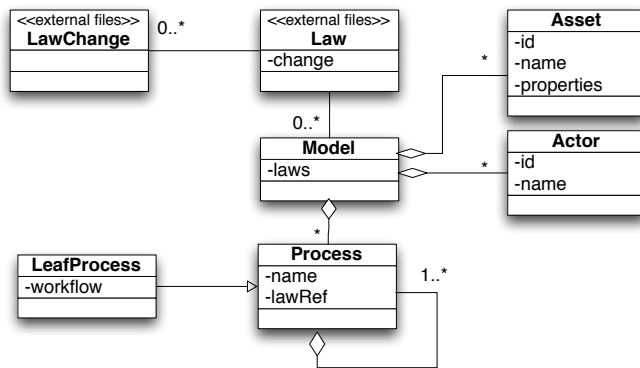 <<external files>>
LawChange
0..*
<<external files>>
Law
-change
Asset
-id
-name
-properties
*
0..*
Model
-laws
Actor
-id
-name
*
*
Process
-name
-lawRef
1..*
LeafProcess
-workflow